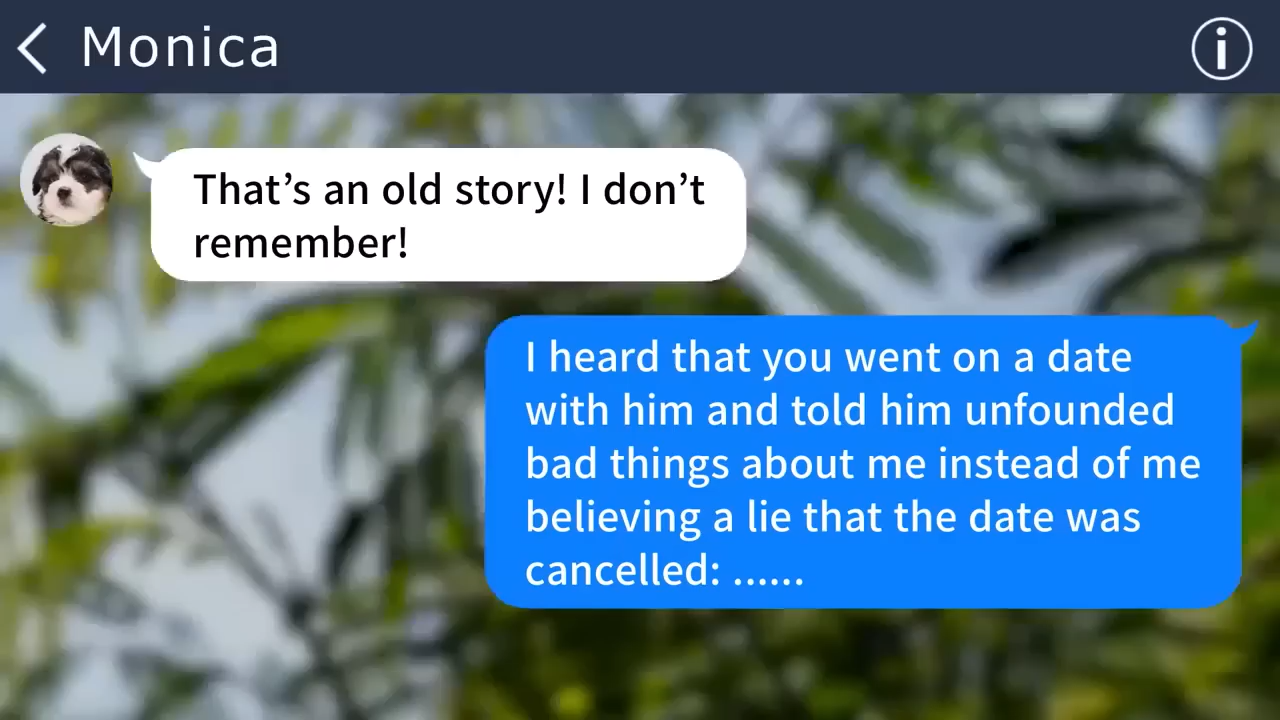 Monica
That’s an old story! I don’t
remember!
I heard that you went on a date
with him and told him unfounded
bad things about me instead of me
believing a lie that the date was
cancelled: ......